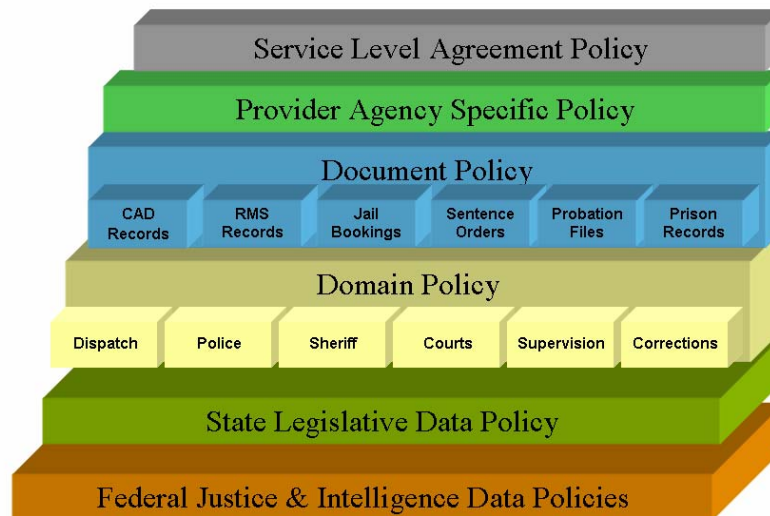 Service Level Agreement Policy
Provider Agency Specific Policy
Document Policy
CAD Records
RMS Records
Jail Bookings
Sentence Orders
Probation Files
Prison Records
Domain Policy
Dispatch
Police
Sheriff
Courts
Supervision
Corrections
State Legislative Data Policy
Federal Justice & Intelligence Data Policies